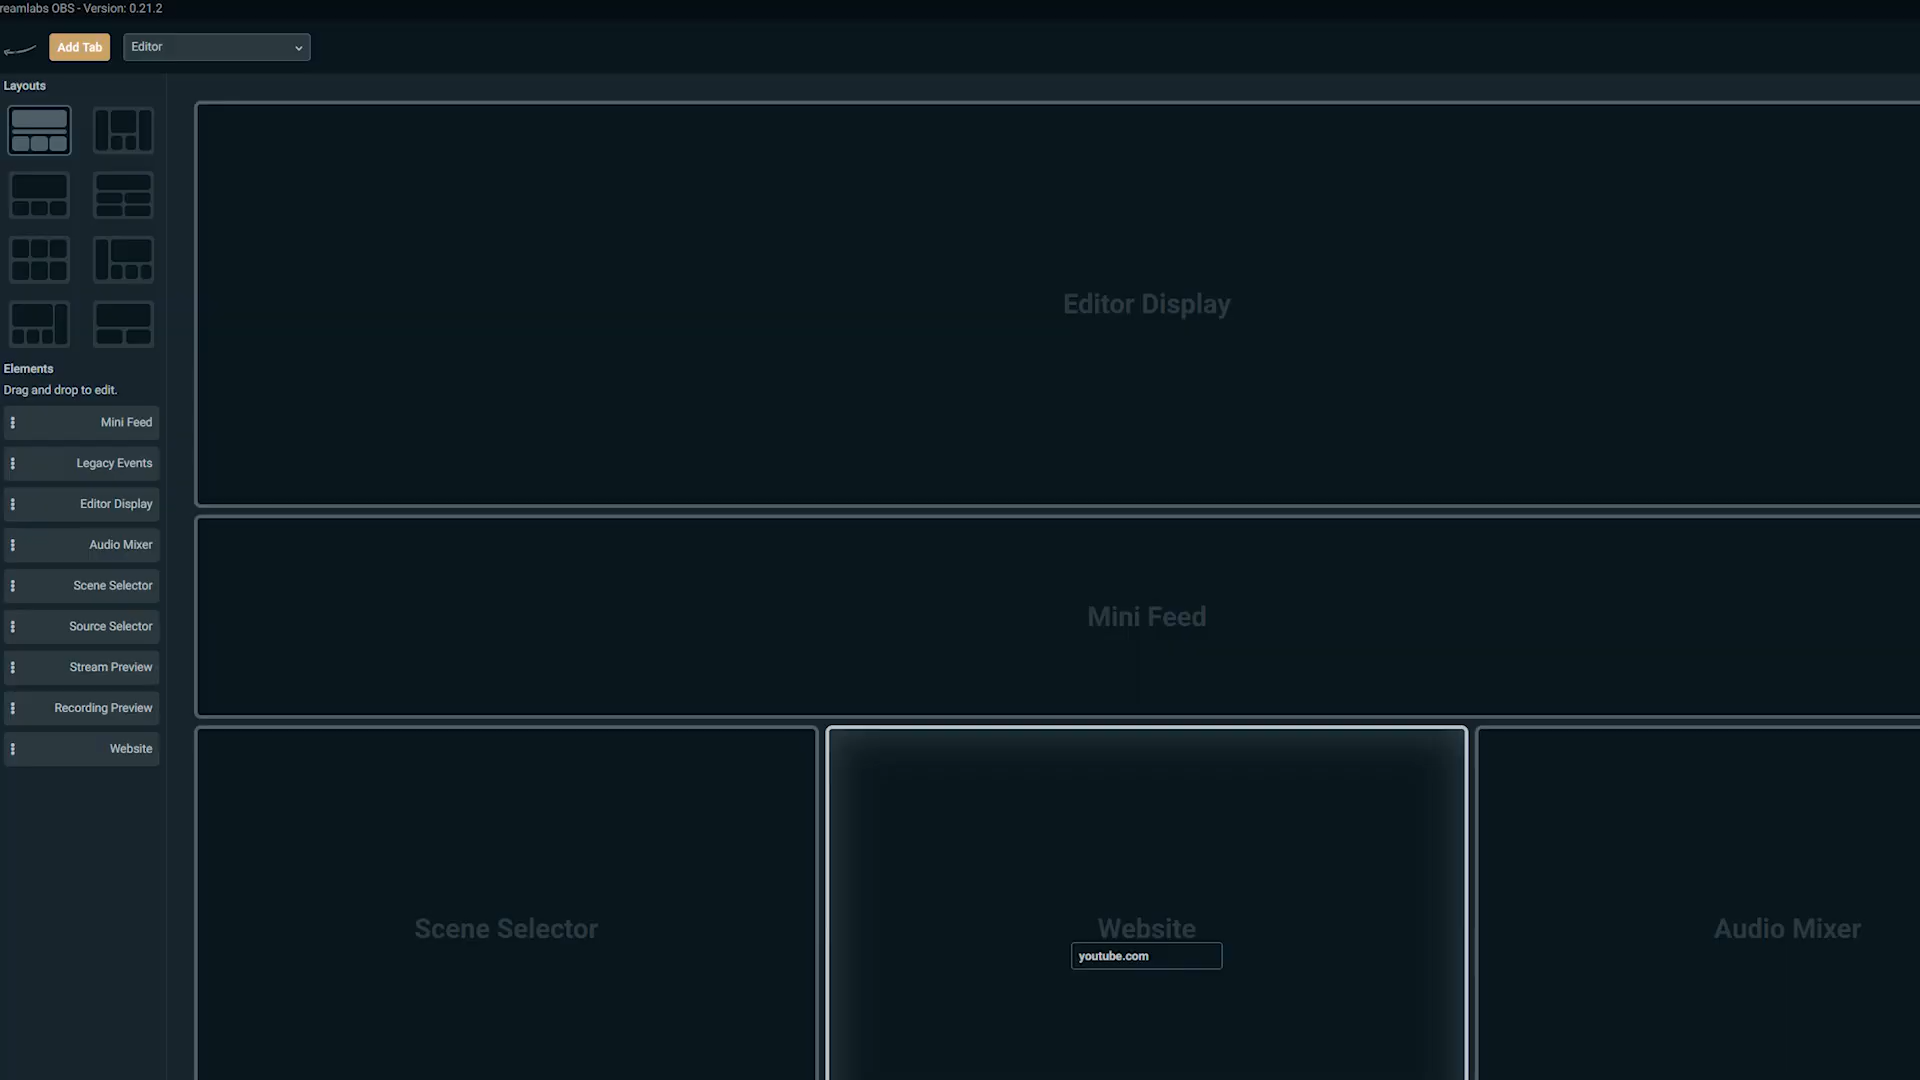 reamlabs OBS - Version: 0.21.2
Add Tab
Editor
Layouts
Editor Display
Elements
Drag and drop to edit.
Mini Feed
Legacy Events
Editor Display
Audio Mixer
Scene Selector
Source Selector
Stream Preview
Recording Preview
Website
Mini Feed
Scene Selector
Website
youtube.com
Audio Mixer